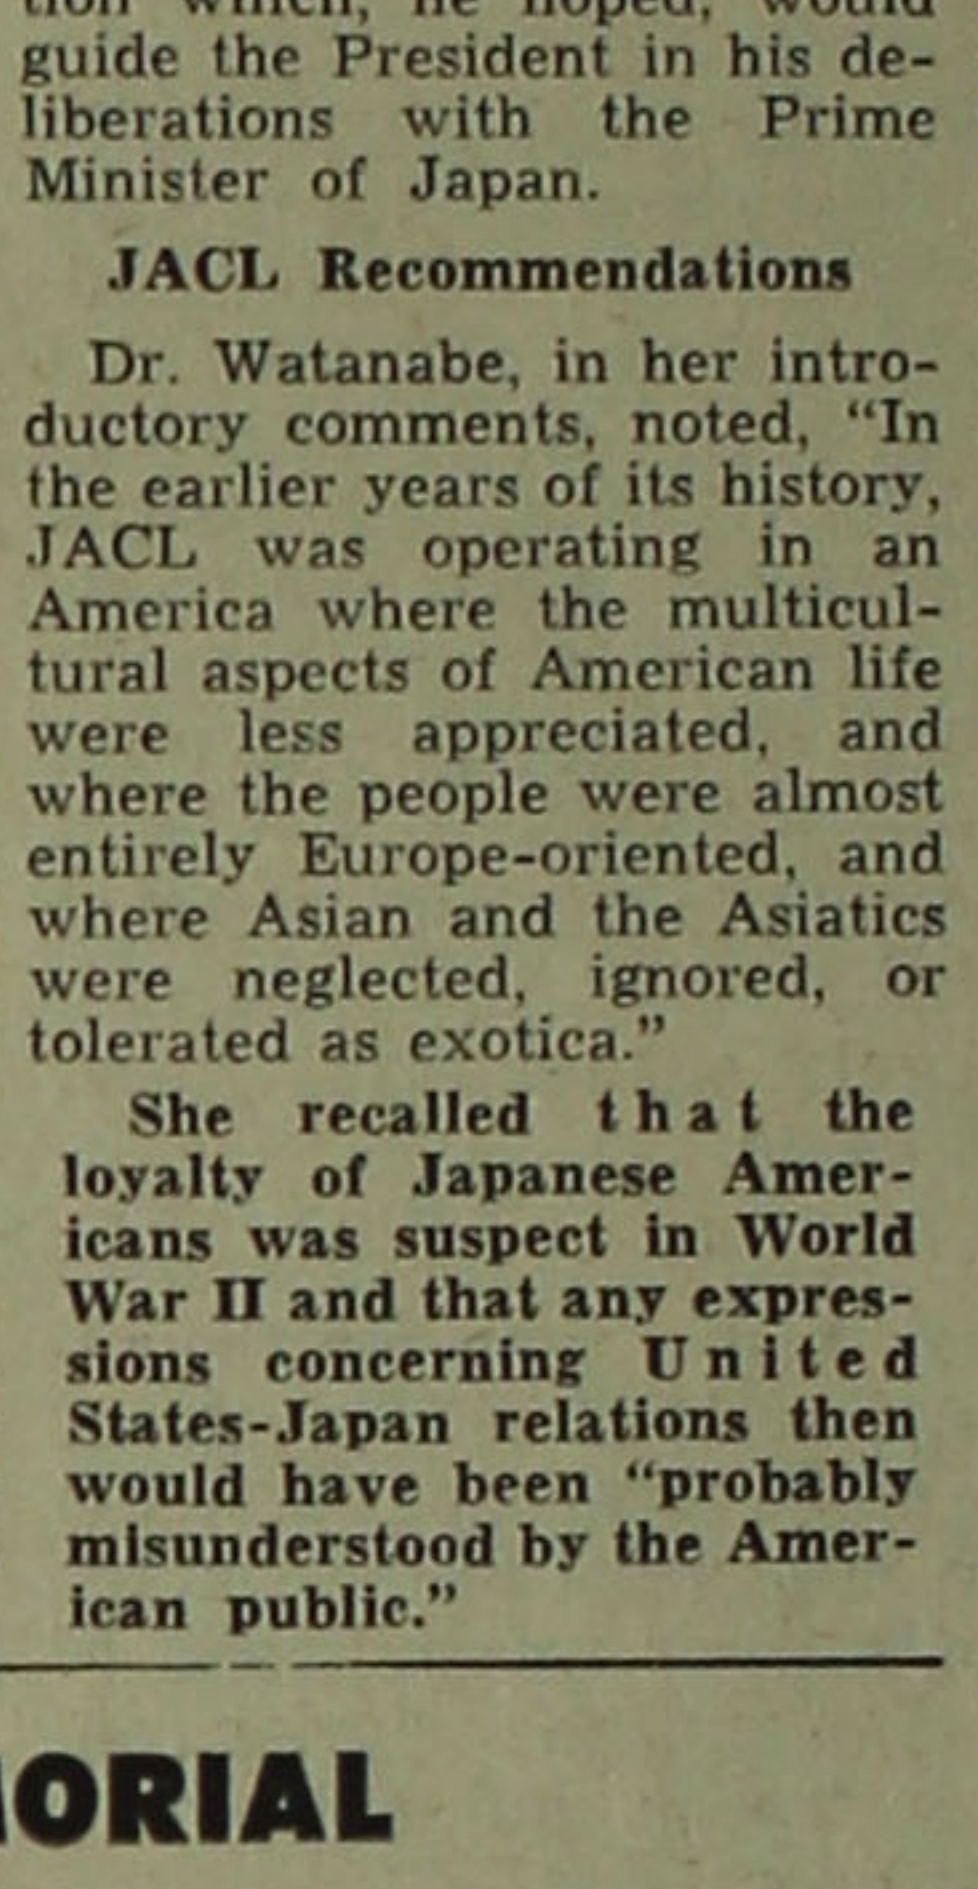 tion which, he hoped, would
guide the President in his de-
liberations with the Prime
Minister of Japan.
JACL Recommendations
Dr. Watanabe, in her intro-
ductory comments, noted, “In
the earlier years of its history,
JACL was operating in an
America where the multicul-
tural aspects of American life
were less appreciated, and
where the people were almost
entirely Europe-oriented, and
where Asian and the Asiatics
were neglected, ignored, or
tolerated as exotica.”
She recalled that the
loyalty of Japanese Amer-
icans was suspect in World
War II and that any expres-
sions concerning United
States-Japan relations then
would have been “probably
misunderstood by the Amer-
ican public.”
ORIAL